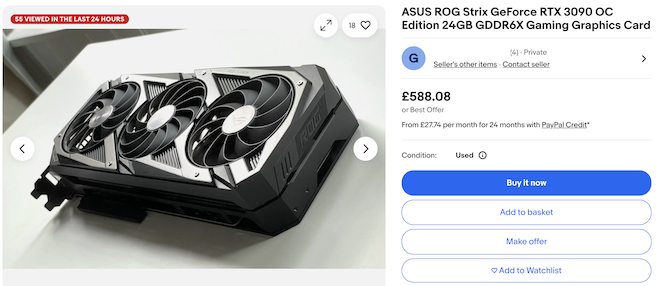 55 VIEWED IN THE LAST 24 HOURS
18
ASUS ROG Strix GeForce RTX 3090 OC
Edition 24GB GDDR6X Gaming Graphics Card
G
(4) · Private
Seller's other items · Contact seller
£588.08
or Best Offer
From £27.74 per month for 24 months with PayPal Credit*
Condition:
Used
Buy it now
Add to basket
Make offer
Add to Watchlist